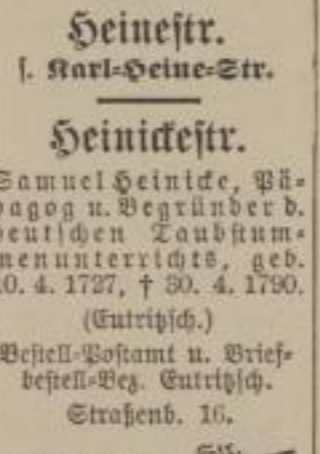 Heinestr.
s. Karl-Heine-Str.
Heinickestr.
Samuel Heinicke, Pä-
dagog u. Begründer d.
deutschen Taubstum-
menunterrichts, geb.
10. 4. 1727, † 30. 4. 1790.
(Eutritzsch.)
Bestell-Postamt u. Brief-
bestell-Bez. Eutritzsch.
Straßenb. 16.